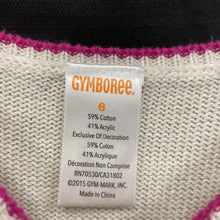 GYMBOREE
6
59% Cotton
41% Acrylic
Exclusive Of Decoration
59% Coton
41% Acrylique
Décoration Non Comprise
RN70530/CA31802
©2015 GYM-MARK, INC.
Made in China